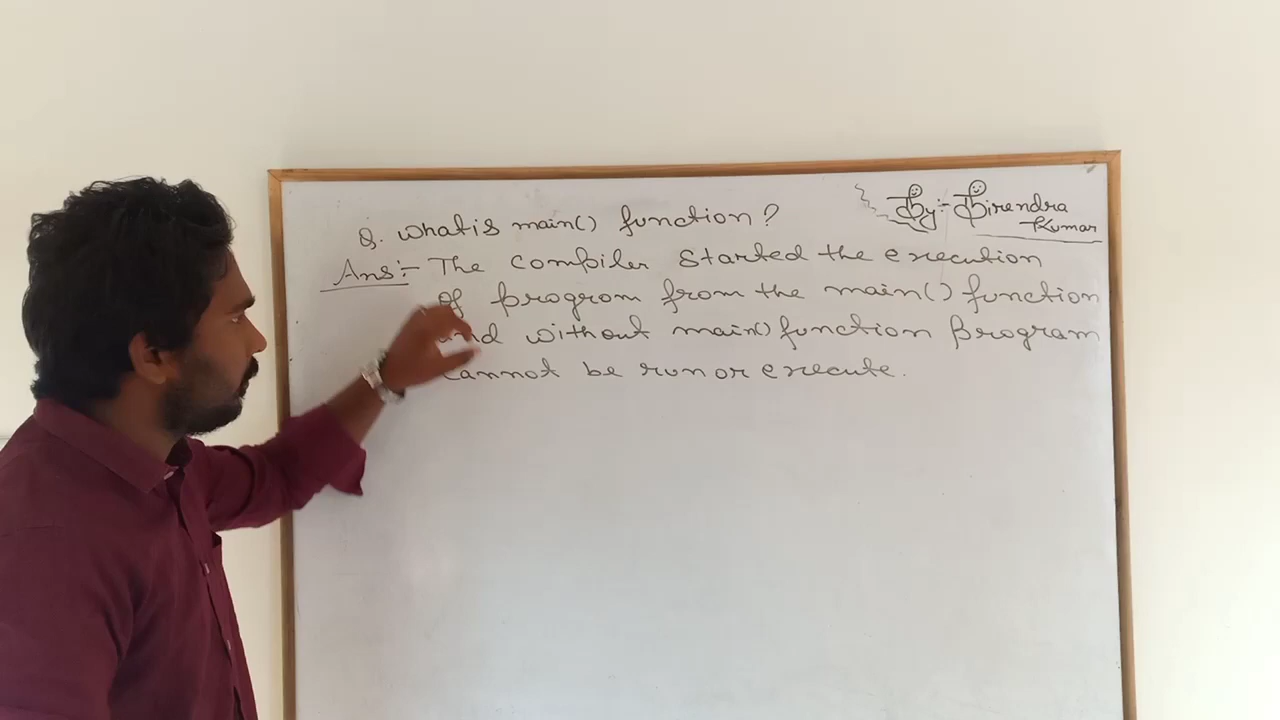 Q. what is main() function?
By:- Birendra
Kumar
Ans:- The compiler started the execution
of program from the main() function
and without main() function program
cannot be run or execute.